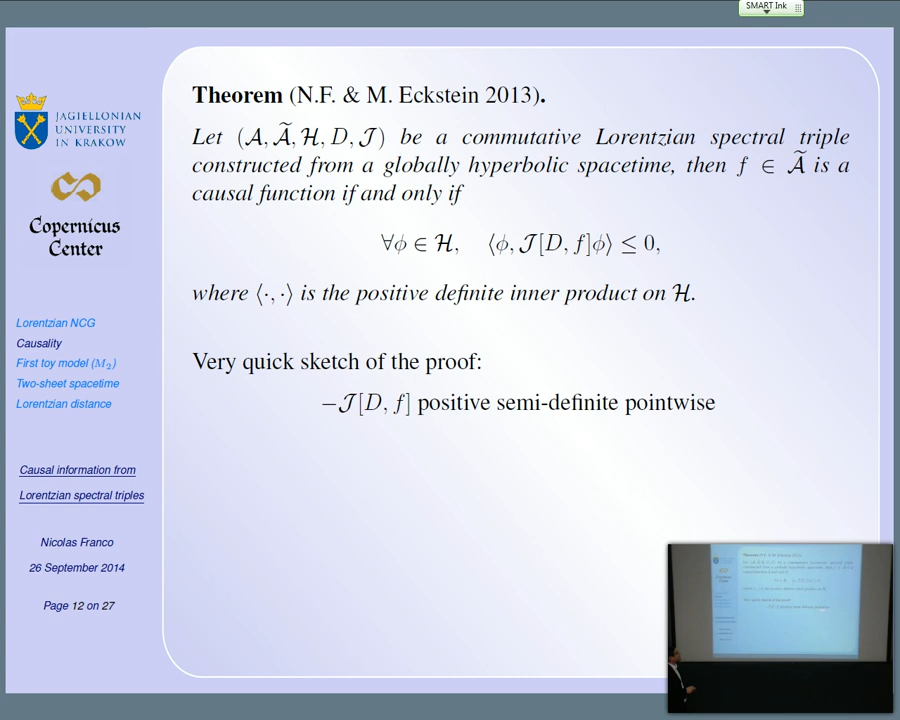 SMART Ink
JAGIELLONIAN
UNIVERSITY
IN KRAKOW
Copernicus
Center
Lorentzian NCG
Causality
First toy model (M₂)
Two-sheet spacetime
Lorentzian distance
Causal information from
Lorentzian spectral triples
Nicolas Franco
26 September 2014
Page 12 on 27
Theorem (N.F. & M. Eckstein 2013).
Let (𝒜, 𝒜̃, ℋ, D, 𝒥) be a commutative Lorentzian spectral triple
constructed from a globally hyperbolic spacetime, then f ∈ 𝒜̃ is a
causal function if and only if
∀ϕ ∈ ℋ, ⟨ϕ, 𝒥[D, f]ϕ⟩ ≤ 0,
where ⟨·, ·⟩ is the positive definite inner product on ℋ.
Very quick sketch of the proof:
−𝒥[D, f] positive semi-definite pointwise